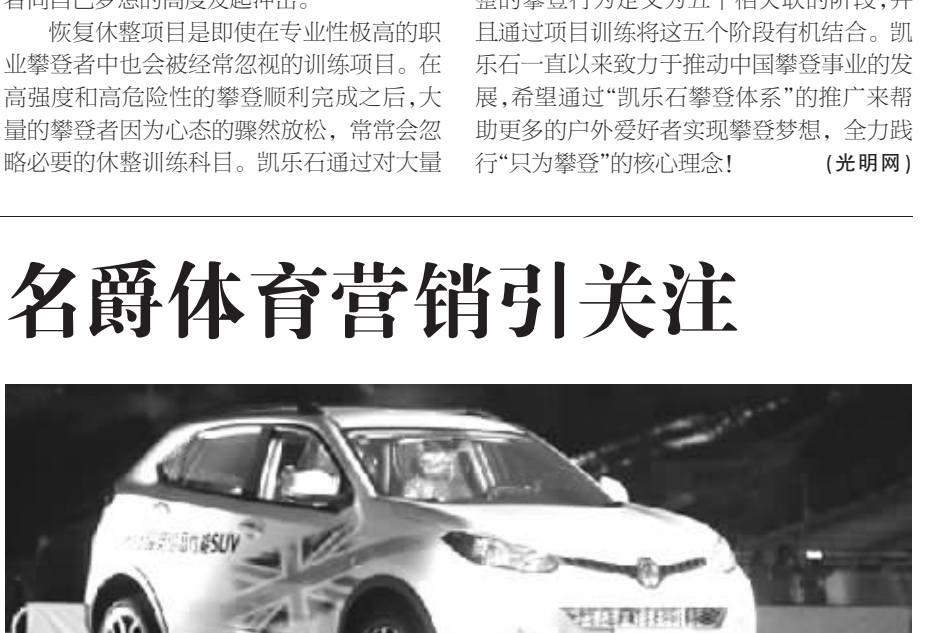 者向自己梦想的高度发起冲击。
恢复休整项目是即使在专业性极高的职
业攀登者中也会被经常忽视的训练项目。在
高强度和高危险性的攀登顺利完成之后,大
量的攀登者因为心态的骤然放松，常常会忽
略必要的休整训练科目。凯乐石通过对大量
整的攀登行为定义为五个相关联的阶段,并
且通过项目训练将这五个阶段有机结合。凯
乐石一直以来致力于推动中国攀登事业的发
展,希望通过“凯乐石攀登体系”的推广来帮
助更多的户外爱好者实现攀登梦想，全力践
行“只为攀登”的核心理念！
(光明网)
名爵体育营销引关注
SUV